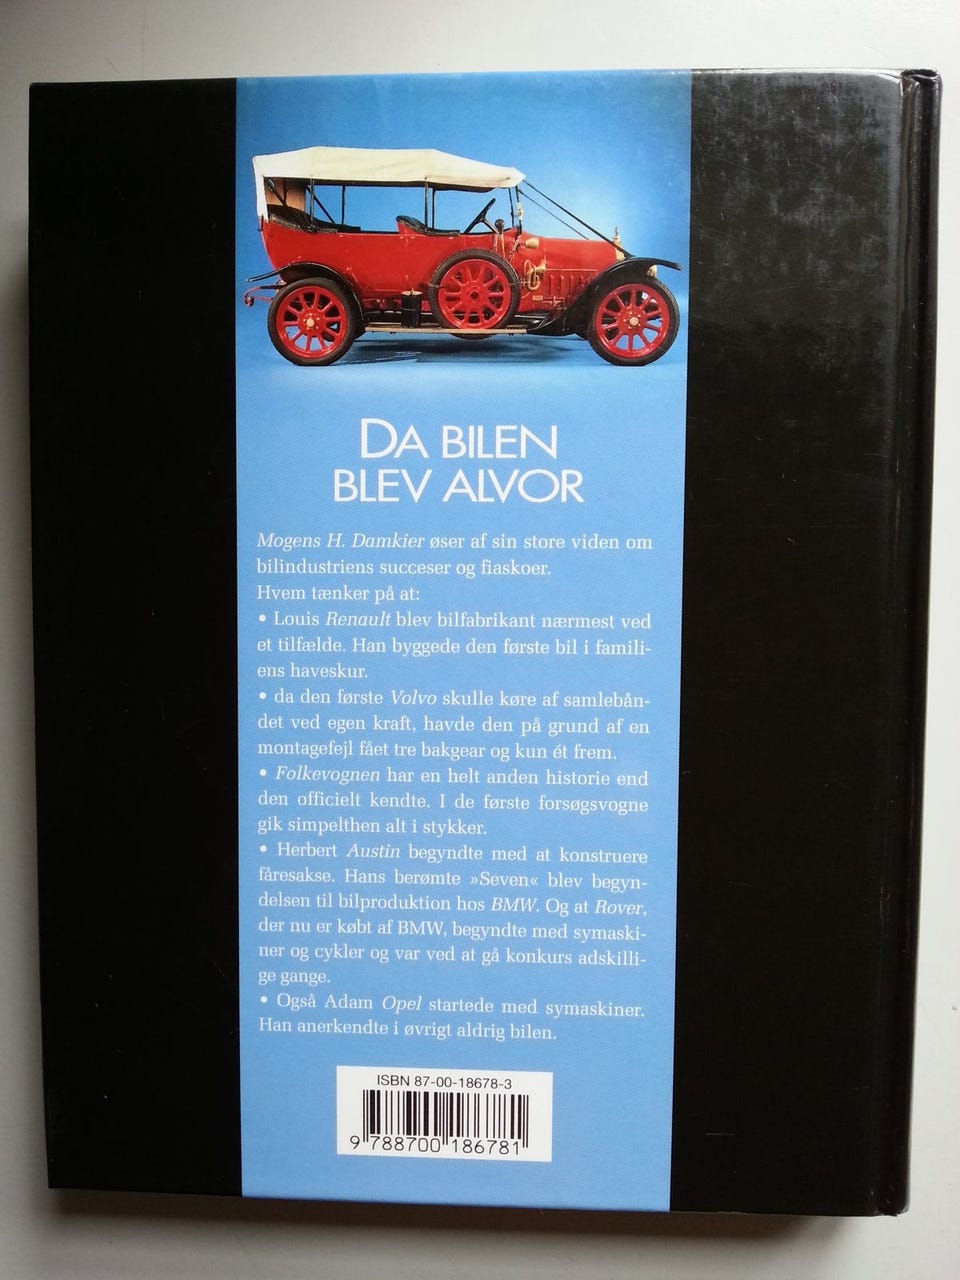 DA BILEN
BLEV ALVOR
Mogens H. Damkier øser af sin store viden om
bilindustriens succeser og fiaskoer.
Hvem tænker på at:
• Louis Renault blev bilfabrikant nærmest ved
et tilfælde. Han byggede den første bil i famili-
ens haveskur.
• da den første Volvo skulle køre af samlebån-
det ved egen kraft, havde den på grund af en
montagefejl fået tre bakgear og kun ét frem.
• Folkevognen har en helt anden historie end
den officielt kendte. I de første forsøgsvogne
gik simpelthen alt i stykker.
• Herbert Austin begyndte med at konstruere
fåresakse. Hans berømte »Seven« blev begyn-
delsen til bilproduktion hos BMW. Og at Rover,
der nu er købt af BMW, begyndte med symaski-
ner og cykler og var ved at gå konkurs adskilli-
ge gange.
• Også Adam Opel startede med symaskiner.
Han anerkendte i øvrigt aldrig bilen.
ISBN 87-00-18678-3
9 788700 186781